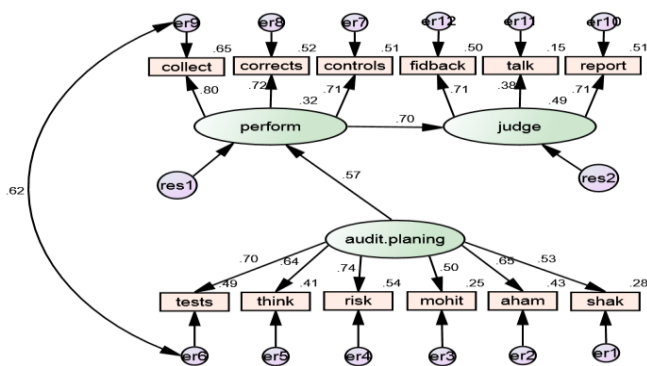 er9 er8 er7 er12 er11 er10
.65 .52 .51 .50 .15 .51
collect corrects controls fidback talk report
.80 .72 .71 .71 .38 .71
.32 .49
perform .70 judge
res1 res2
.62 .57
audit.planing
.70 .64 .74 .50 .65 .53
.49 .41 .54 .25 .43 .28
tests think risk mohit aham shak
er6 er5 er4 er3 er2 er1